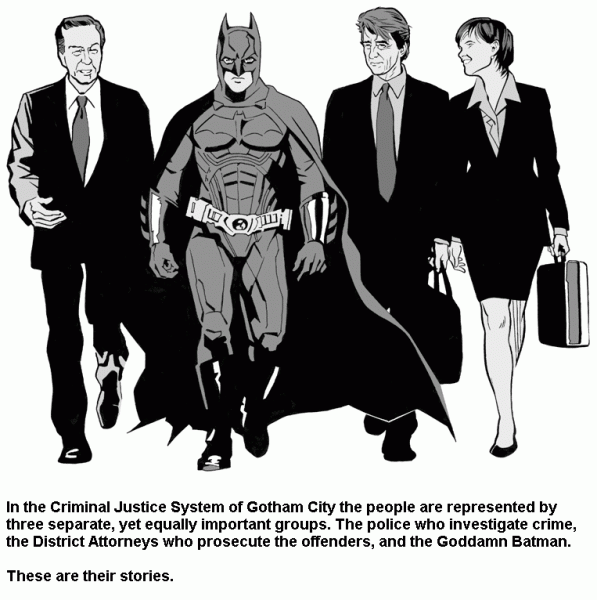 In the Criminal Justice System of Gotham City the people are represented by
three separate, yet equally important groups. The police who investigate crime,
the District Attorneys who prosecute the offenders, and the Goddamn Batman.
These are their stories.